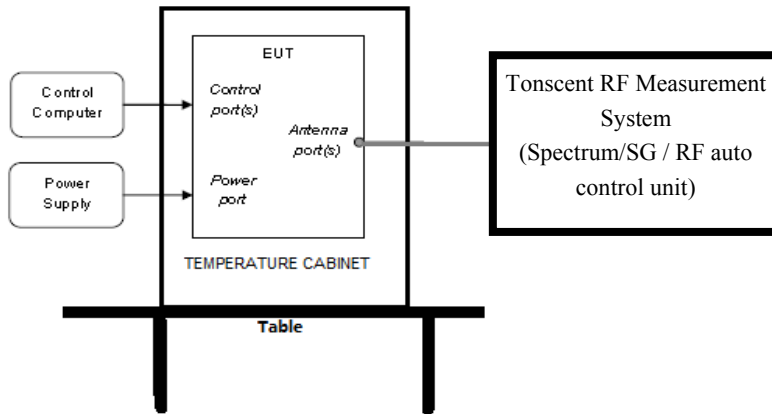 EUT
Control
Computer
Control
port(s)
Antenna
port(s)
Power
Supply
Power
port
TEMPERATURE CABINET
Table
Tonscent RF Measurement
System
(Spectrum/SG / RF auto
control unit)